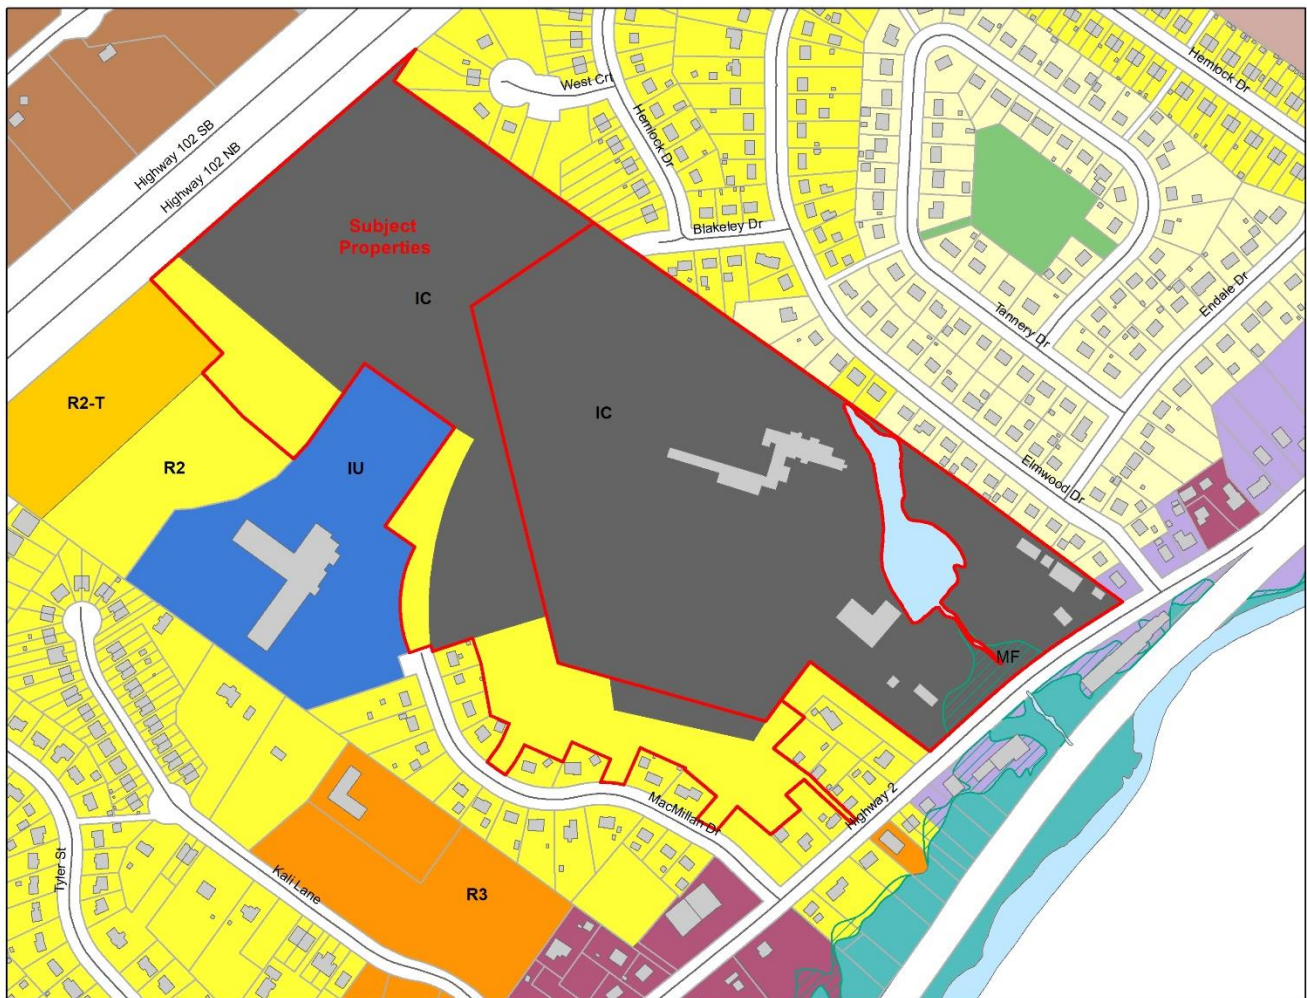 Hemlock Dr
West Crt
Hemlock Dr
Highway 102 SB
Highway 102 NB
Subject
Properties
Blakeley Dr
IC
Tannery Dr
Endale Dr
R2-T
IC
R2
IU
Elmwood Dr
MF
MacMillan Dr
Highway 2
Tyler St
Kali Lane
R3